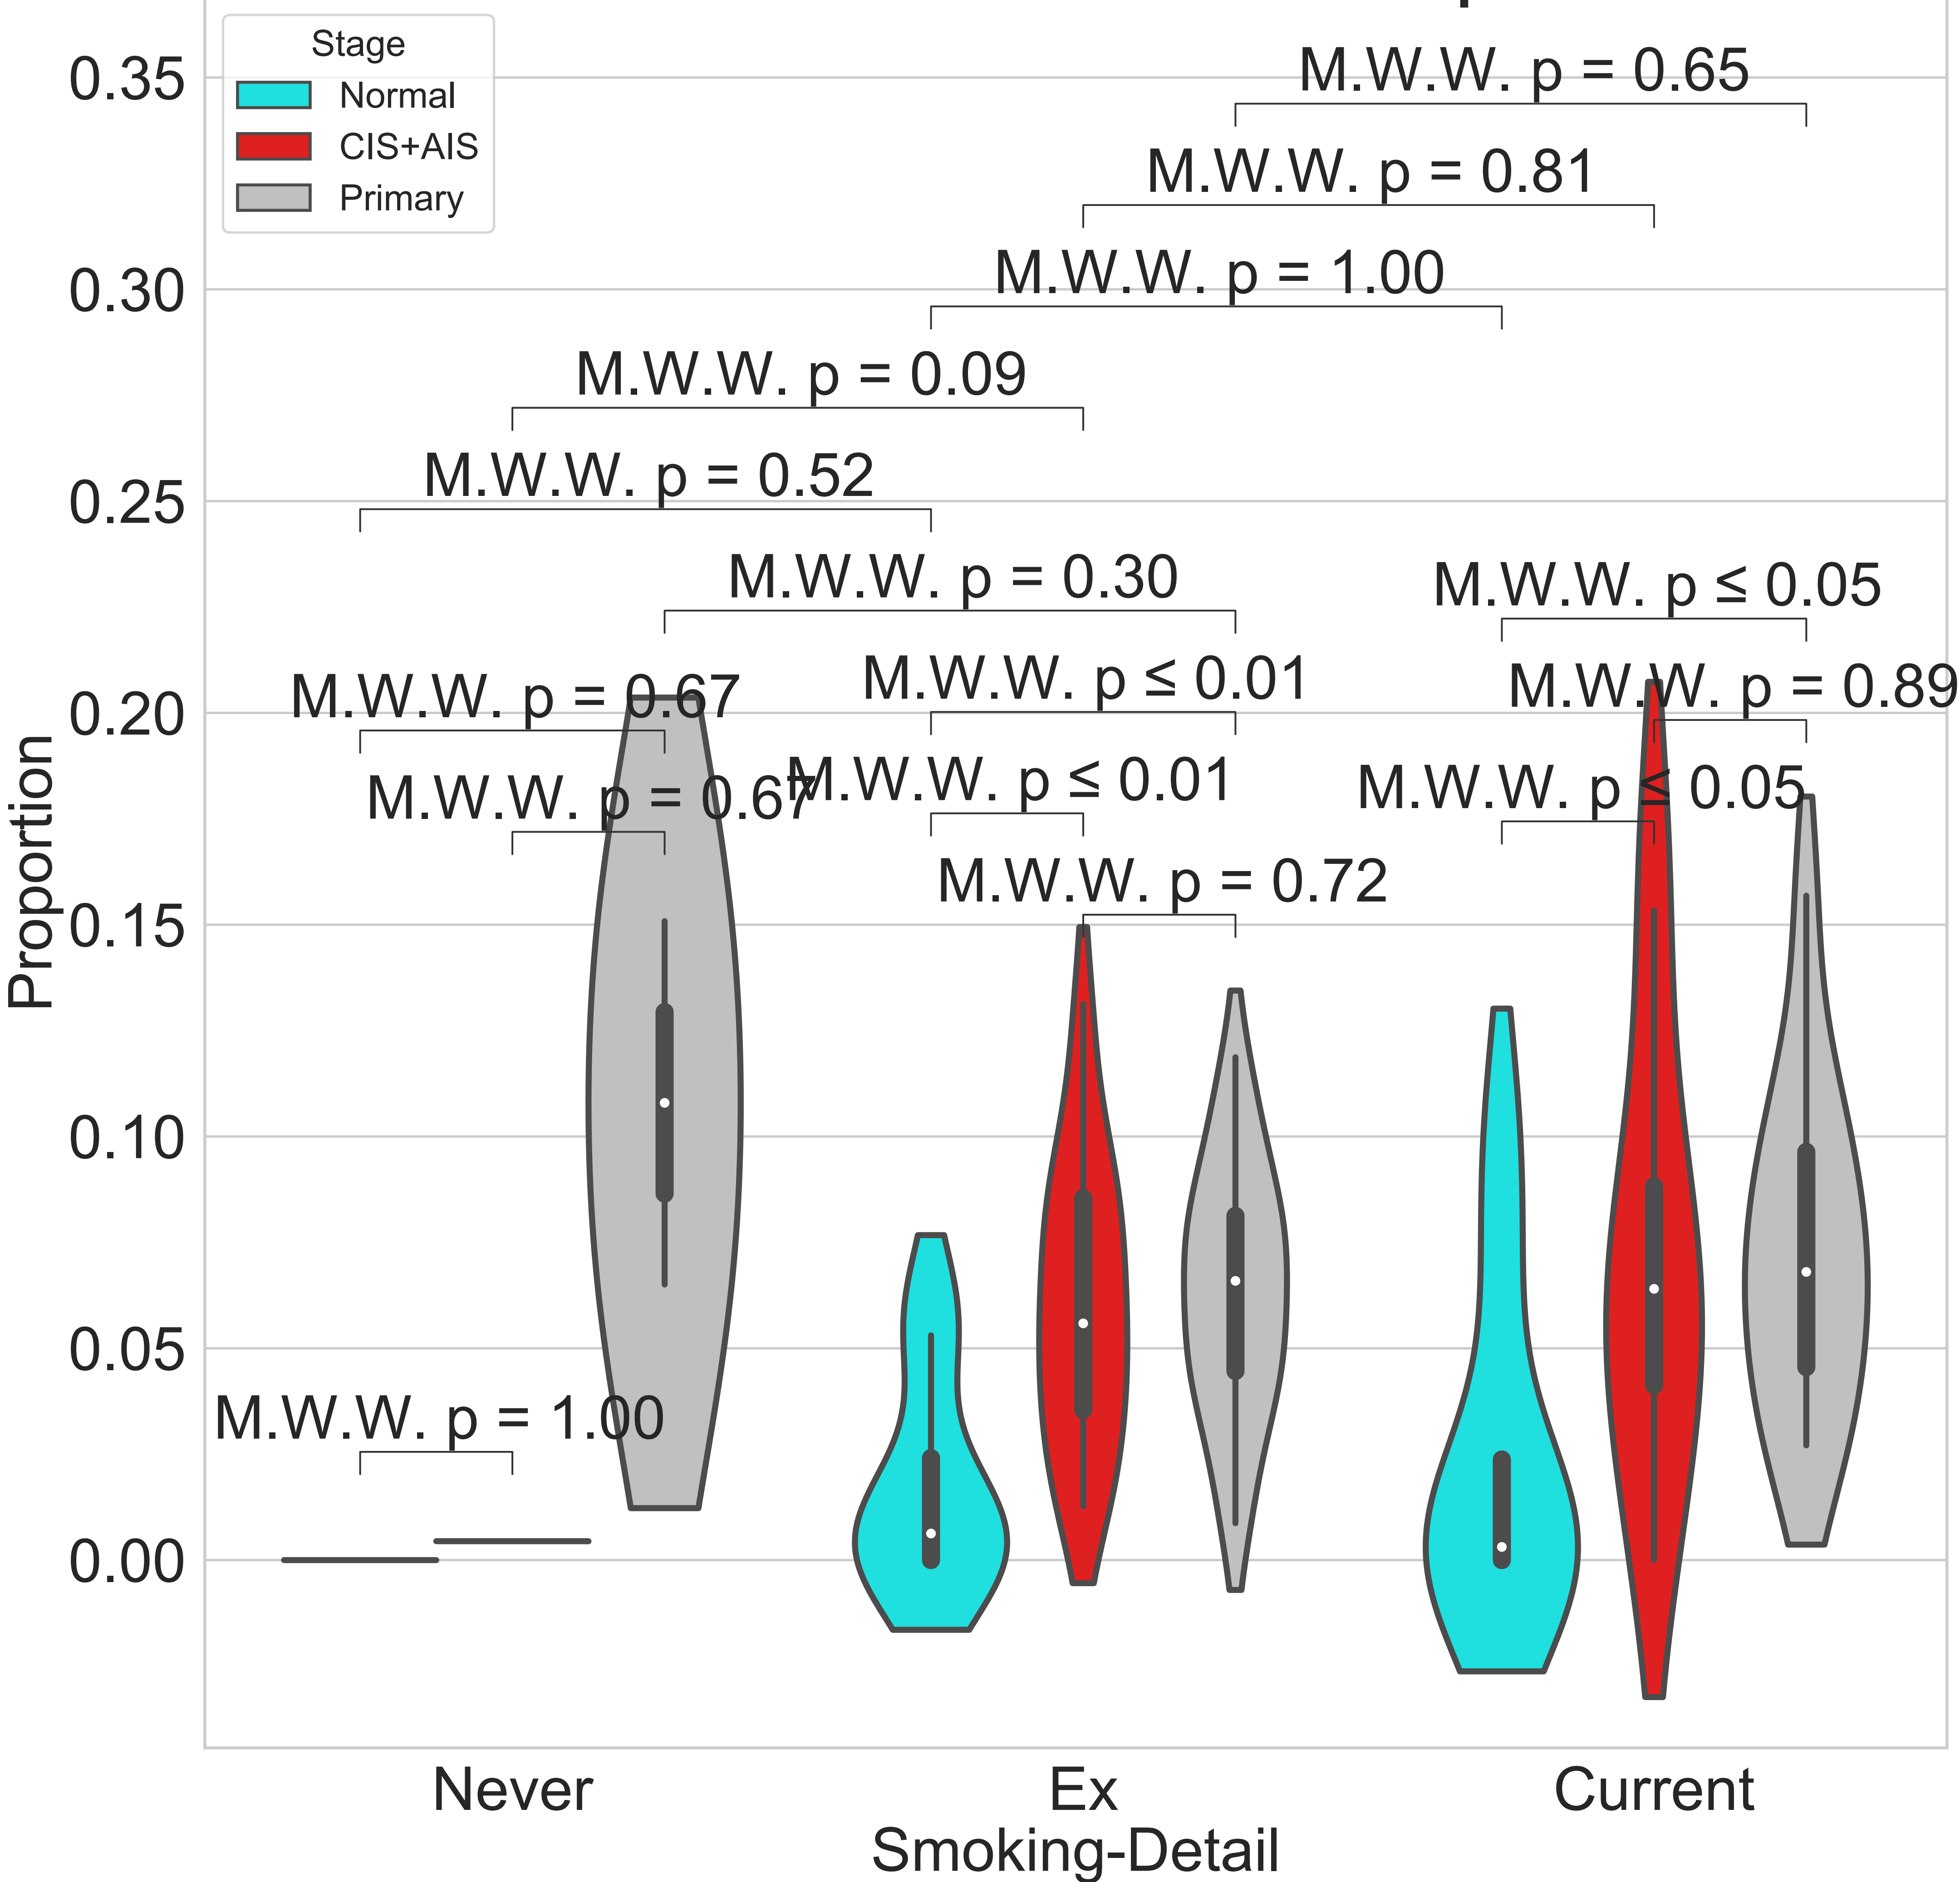 Stage
Normal
CIS+AIS
Primary
0.35
0.30
0.25
0.20
0.15
0.10
0.05
0.00
Proportion
M.W.W. p = 0.65
M.W.W. p = 0.81
M.W.W. p = 1.00
M.W.W. p = 0.09
M.W.W. p = 0.52
M.W.W. p = 0.30
M.W.W. p ≤ 0.05
M.W.W. p ≤ 0.01
M.W.W. p = 0.89
M.W.W. p = 0.67
M.W.W. p = 0.67
M.W.W. p ≤ 0.01
M.W.W. p ≤ 0.05
M.W.W. p = 0.72
M.W.W. p = 1.00
Never
Ex
Current
Smoking-Detail